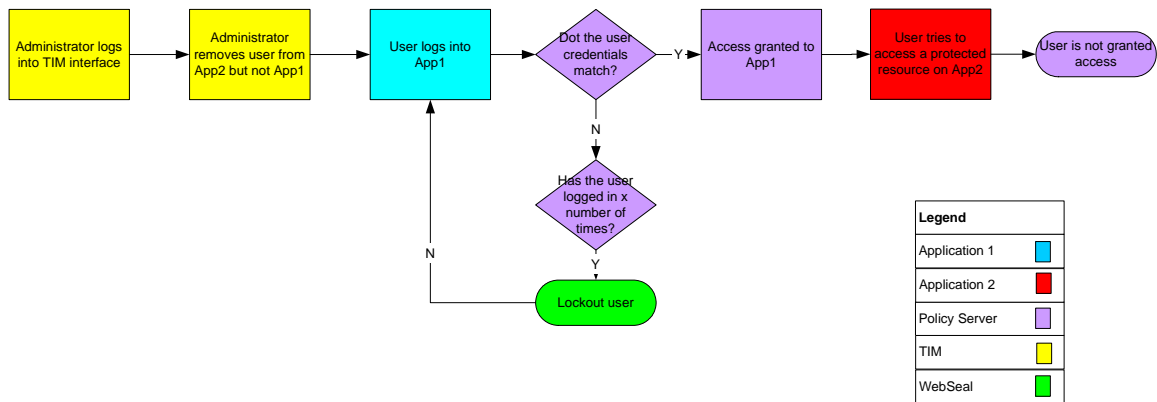 Administrator logs
into TIM interface
Administrator
removes user from
App2 but not App1
User logs into
App1
Dot the user
credentials
match?
Y
Access granted to
App1
User tries to
access a protected
resource on App2
User is not granted
access
N
Has the user
logged in x
number of
times?
N
Y
Lockout user
Legend
Application 1
Application 2
Policy Server
TIM
WebSeal